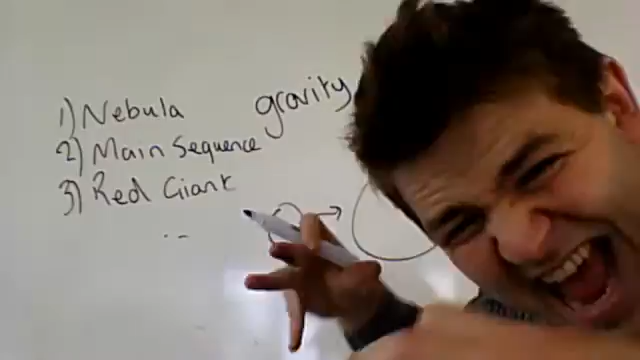 1) Nebula
gravity
2) Main Sequence
3) Red Giant